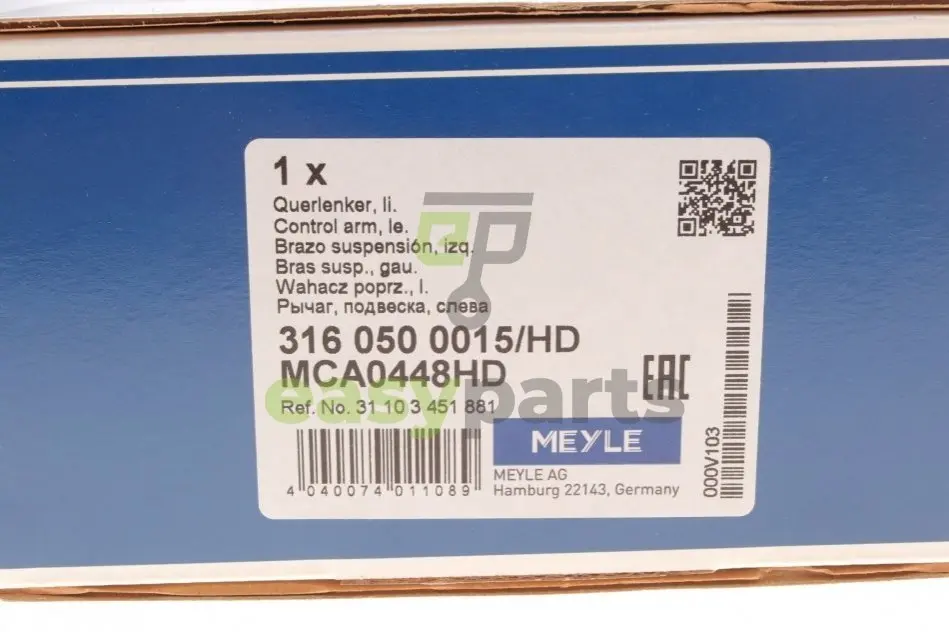 1 x
Querlenker, li.
Control arm, le.
Brazo suspensión, izq.
Bras susp., gau.
Wahacz poprz., l.
Рычаг, подвеска, слева
316 050 0015/HD
MCA0448HD
Ref. No. 31 10 3 451 881
EAC
MEYLE
MEYLE AG
Hamburg 22143, Germany
4 040074 011089
000V103
ep
easyparts